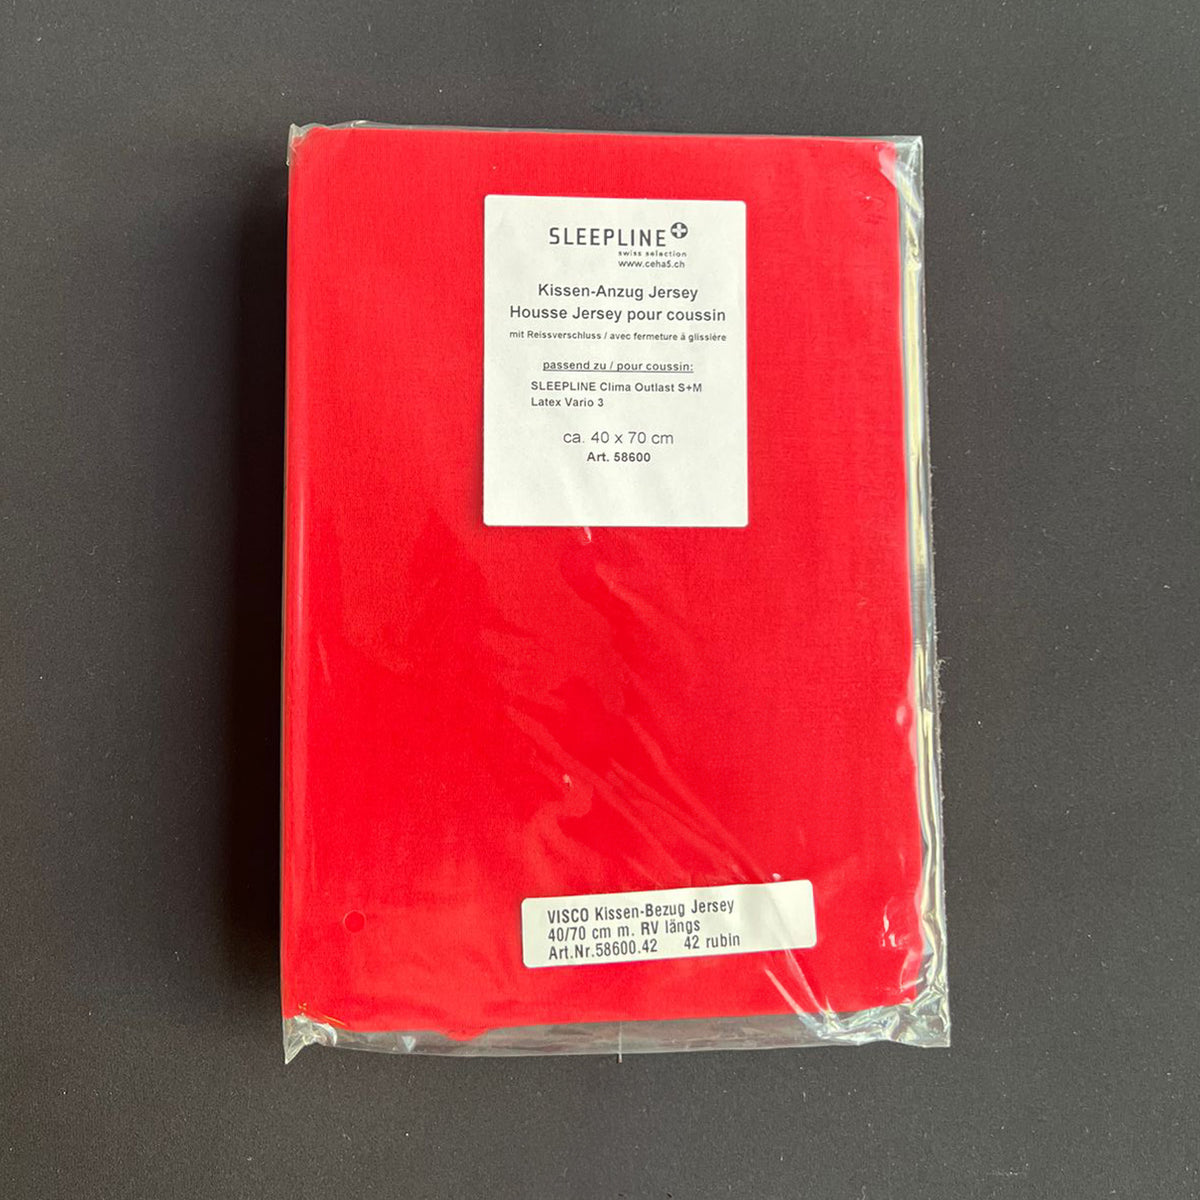 SLEEPLINE
swiss selection
www.ceha5.ch
Kissen-Anzug Jersey
Housse Jersey pour coussin
mit Reissverschluss / avec fermeture à glissière
passend zu / pour coussin:
SLEEPLINE Clima Outlast S+M
Latex Vario 3
ca. 40 x 70 cm
Art. 58600
VISCO Kissen-Bezug Jersey
40/70 cm m. RV längs
Art.Nr.58600.42 42 rubin